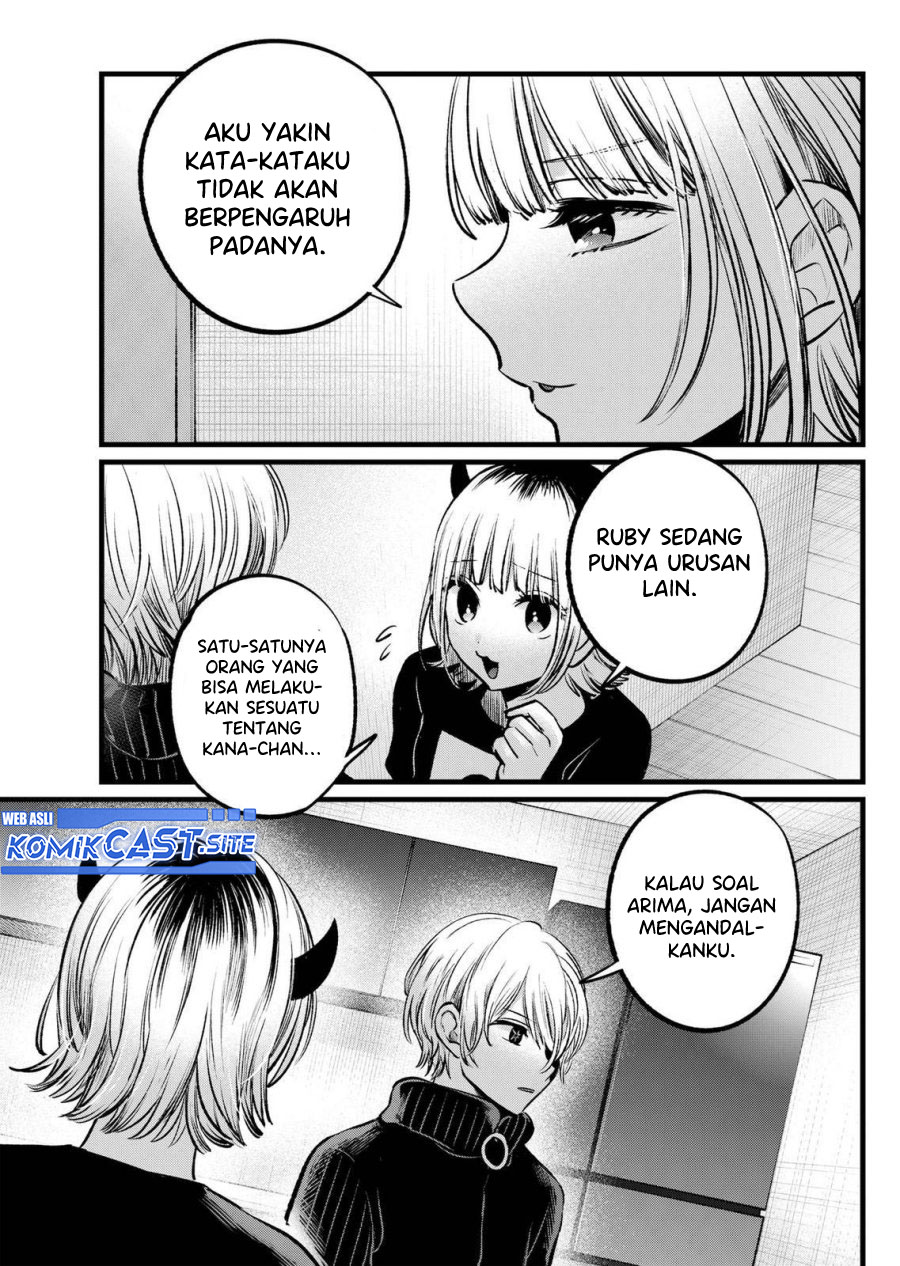 AKU YAKIN
KATA-KATAKU
TIDAK AKAN
BERPENGARUH
PADANYA.
RUBY SEDANG
PUNYA URUSAN
LAIN.
SATU-SATUNYA
ORANG YANG
BISA MELAKU-
KAN SESUATU
TENTANG
KANA-CHAN...
WEB ASLI
KOMIKCAST.SITE
KALAU SOAL
ARIMA, JANGAN
MENGANDAL-
KANKU.